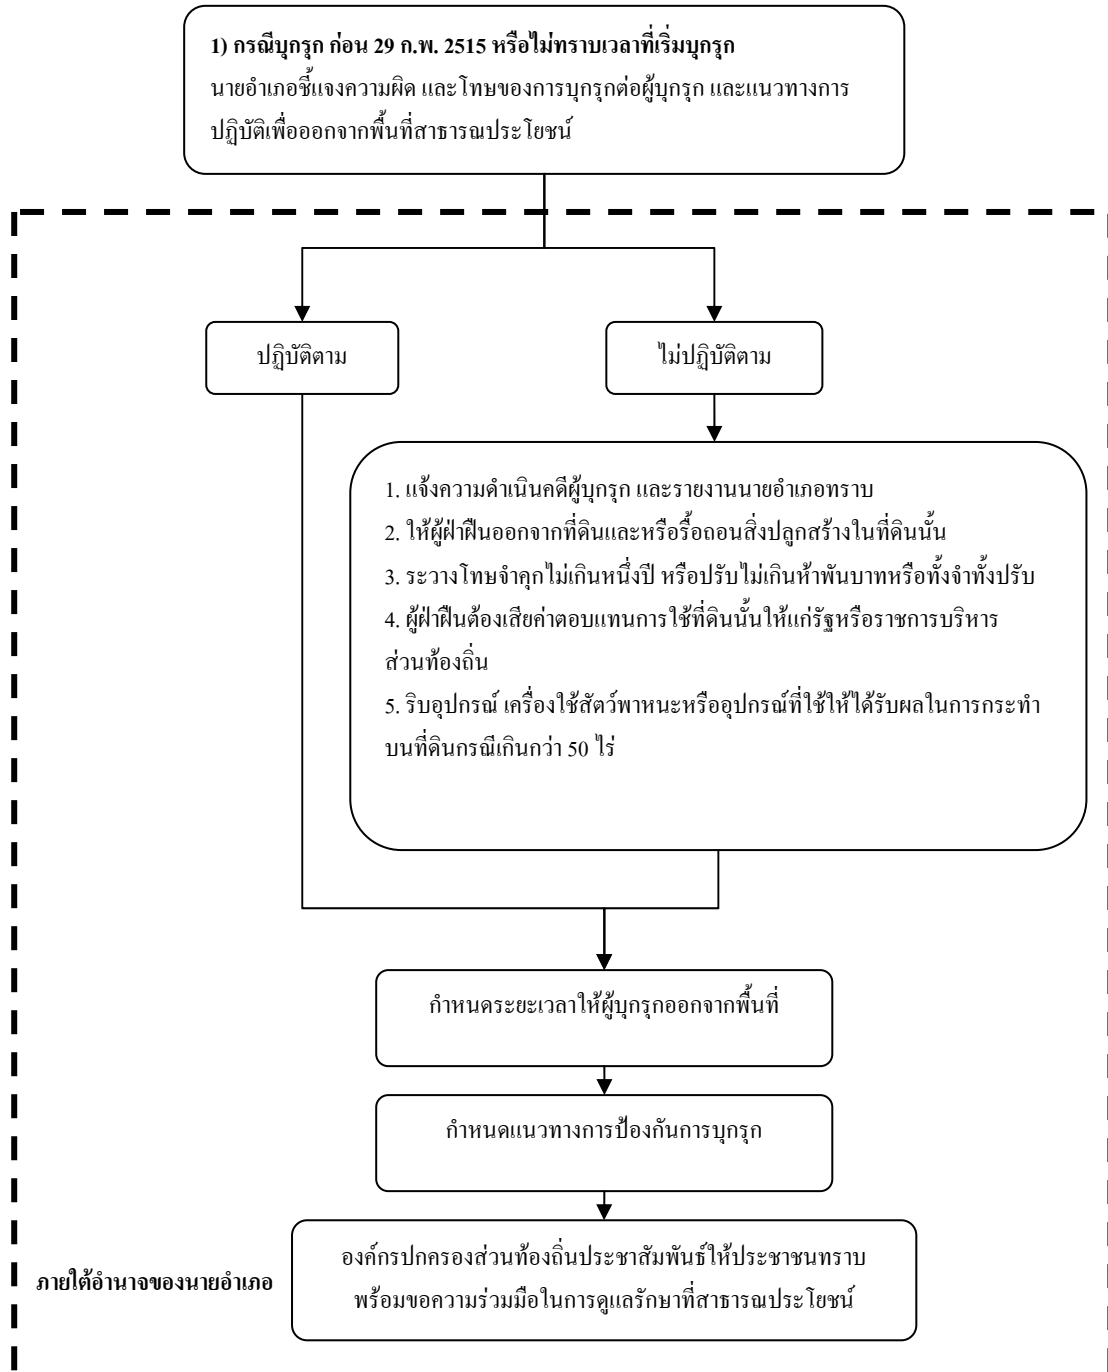 1) กรณีบุกรุก ก่อน 29 ก.พ. 2515 หรือไม่ทราบเวลาที่เริ่มบุกรุก
นายอำเภอชี้แจงความผิด และโทษของการบุกรุกต่อผู้บุกรุก และแนวทางการ
ปฏิบัติเพื่อออกจากพื้นที่สาธารณประโยชน์
ปฏิบัติตาม
ไม่ปฏิบัติตาม
1. แจ้งความดำเนินคดีผู้บุกรุก และรายงานนายอำเภอทราบ
2. ให้ผู้ฝ่าฝืนออกจากที่ดินและหรือรื้อถอนสิ่งปลูกสร้างในที่ดินนั้น
3. ระวางโทษจำคุกไม่เกินหนึ่งปี หรือปรับไม่เกินห้าพันบาทหรือทั้งจำทั้งปรับ
4. ผู้ฝ่าฝืนต้องเสียค่าตอบแทนการใช้ที่ดินนั้นให้แก่รัฐหรือราชการบริหาร
ส่วนท้องถิ่น
5. ริบอุปกรณ์ เครื่องใช้สัตว์พาหนะหรืออุปกรณ์ที่ใช้ให้ได้รับผลในการกระทำ
บนที่ดินกรณีเกินกว่า 50 ไร่
กำหนดระยะเวลาให้ผู้บุกรุกออกจากพื้นที่
กำหนดแนวทางการป้องกันการบุกรุก
องค์กรปกครองส่วนท้องถิ่นประชาสัมพันธ์ให้ประชาชนทราบ
พร้อมขอความร่วมมือในการดูแลรักษาที่สาธารณประโยชน์
ภายใต้อำนาจของนายอำเภอ